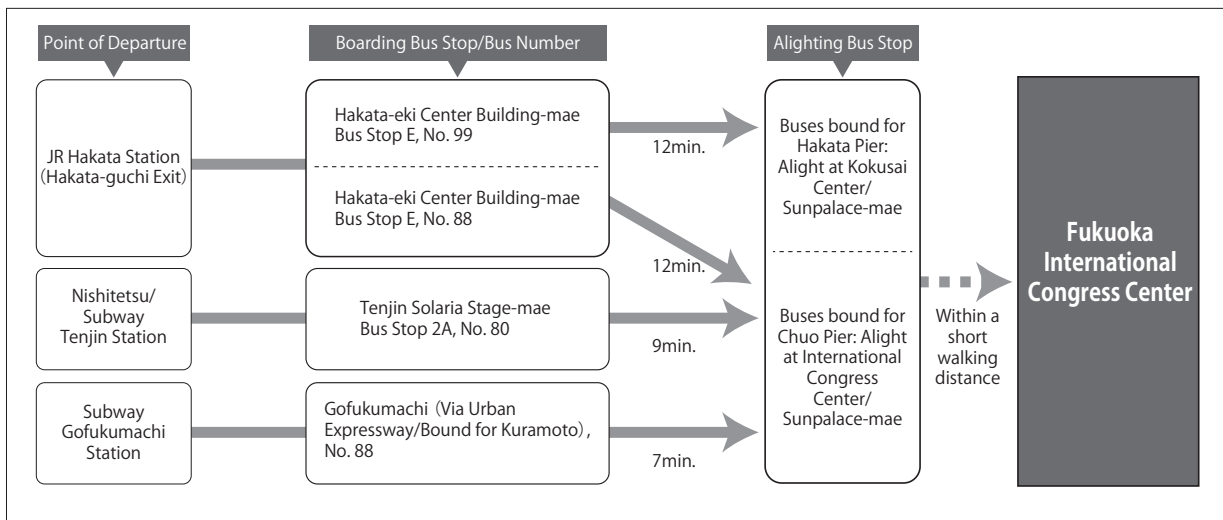 Point of Departure
Boarding Bus Stop/Bus Number
Alighting Bus Stop
JR Hakata Station
(Hakata-guchi Exit)
Hakata-eki Center Building-mae
Bus Stop E, No. 99
Hakata-eki Center Building-mae
Bus Stop E, No. 88
12min.
12min.
Nishitetsu/
Subway
Tenjin Station
Tenjin Solaria Stage-mae
Bus Stop 2A, No. 80
9min.
Subway
Gofukumachi
Station
Gofukumachi (Via Urban
Expressway/Bound for Kuramoto),
No. 88
7min.
Buses bound for
Hakata Pier:
Alight at Kokusai
Center/
Sunpalace-mae
Buses bound for
Chuo Pier: Alight
at International
Congress
Center/
Sunpalace-mae
Within a
short
walking
distance
Fukuoka
International
Congress Center